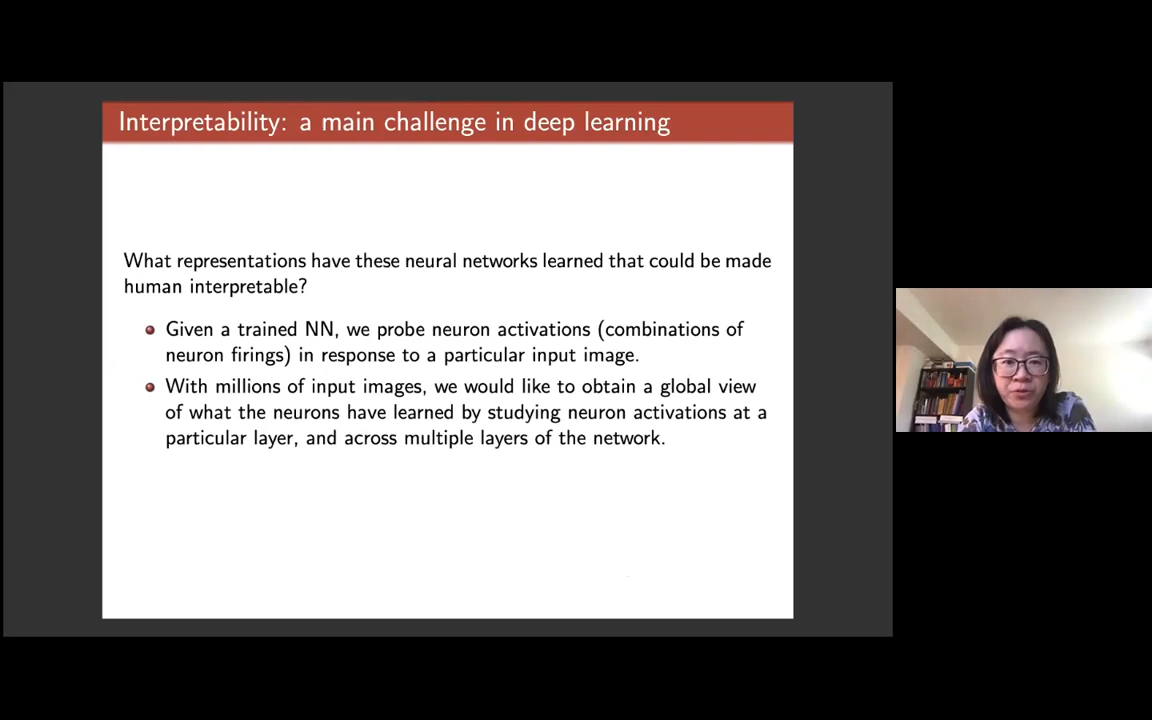 Interpretability: a main challenge in deep learning
What representations have these neural networks learned that could be made
human interpretable?
Given a trained NN, we probe neuron activations (combinations of
neuron firings) in response to a particular input image.
With millions of input images, we would like to obtain a global view
of what the neurons have learned by studying neuron activations at a
particular layer, and across multiple layers of the network.